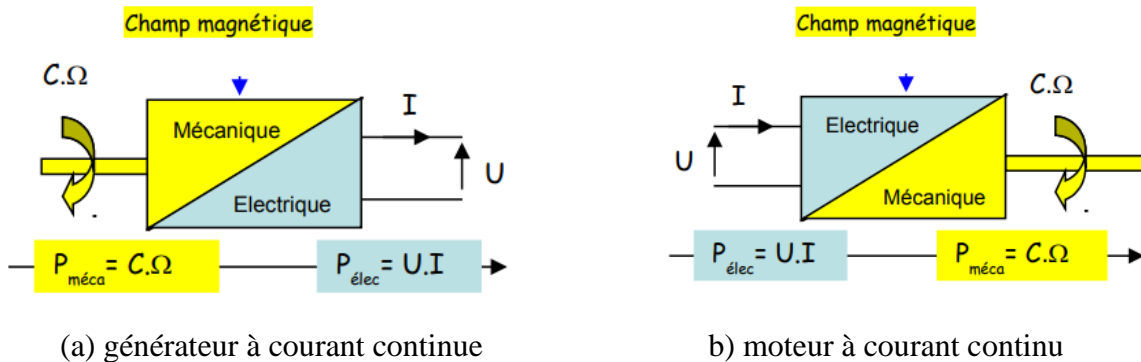 Champ magnétique
C.Ω
Mécanique
Electrique
I
U
P méca = C.Ω
P élec = U.I
(a) générateur à courant continue
Champ magnétique
I
U
Electrique
Mécanique
C.Ω
P élec = U.I
P méca = C.Ω
b) moteur à courant continu